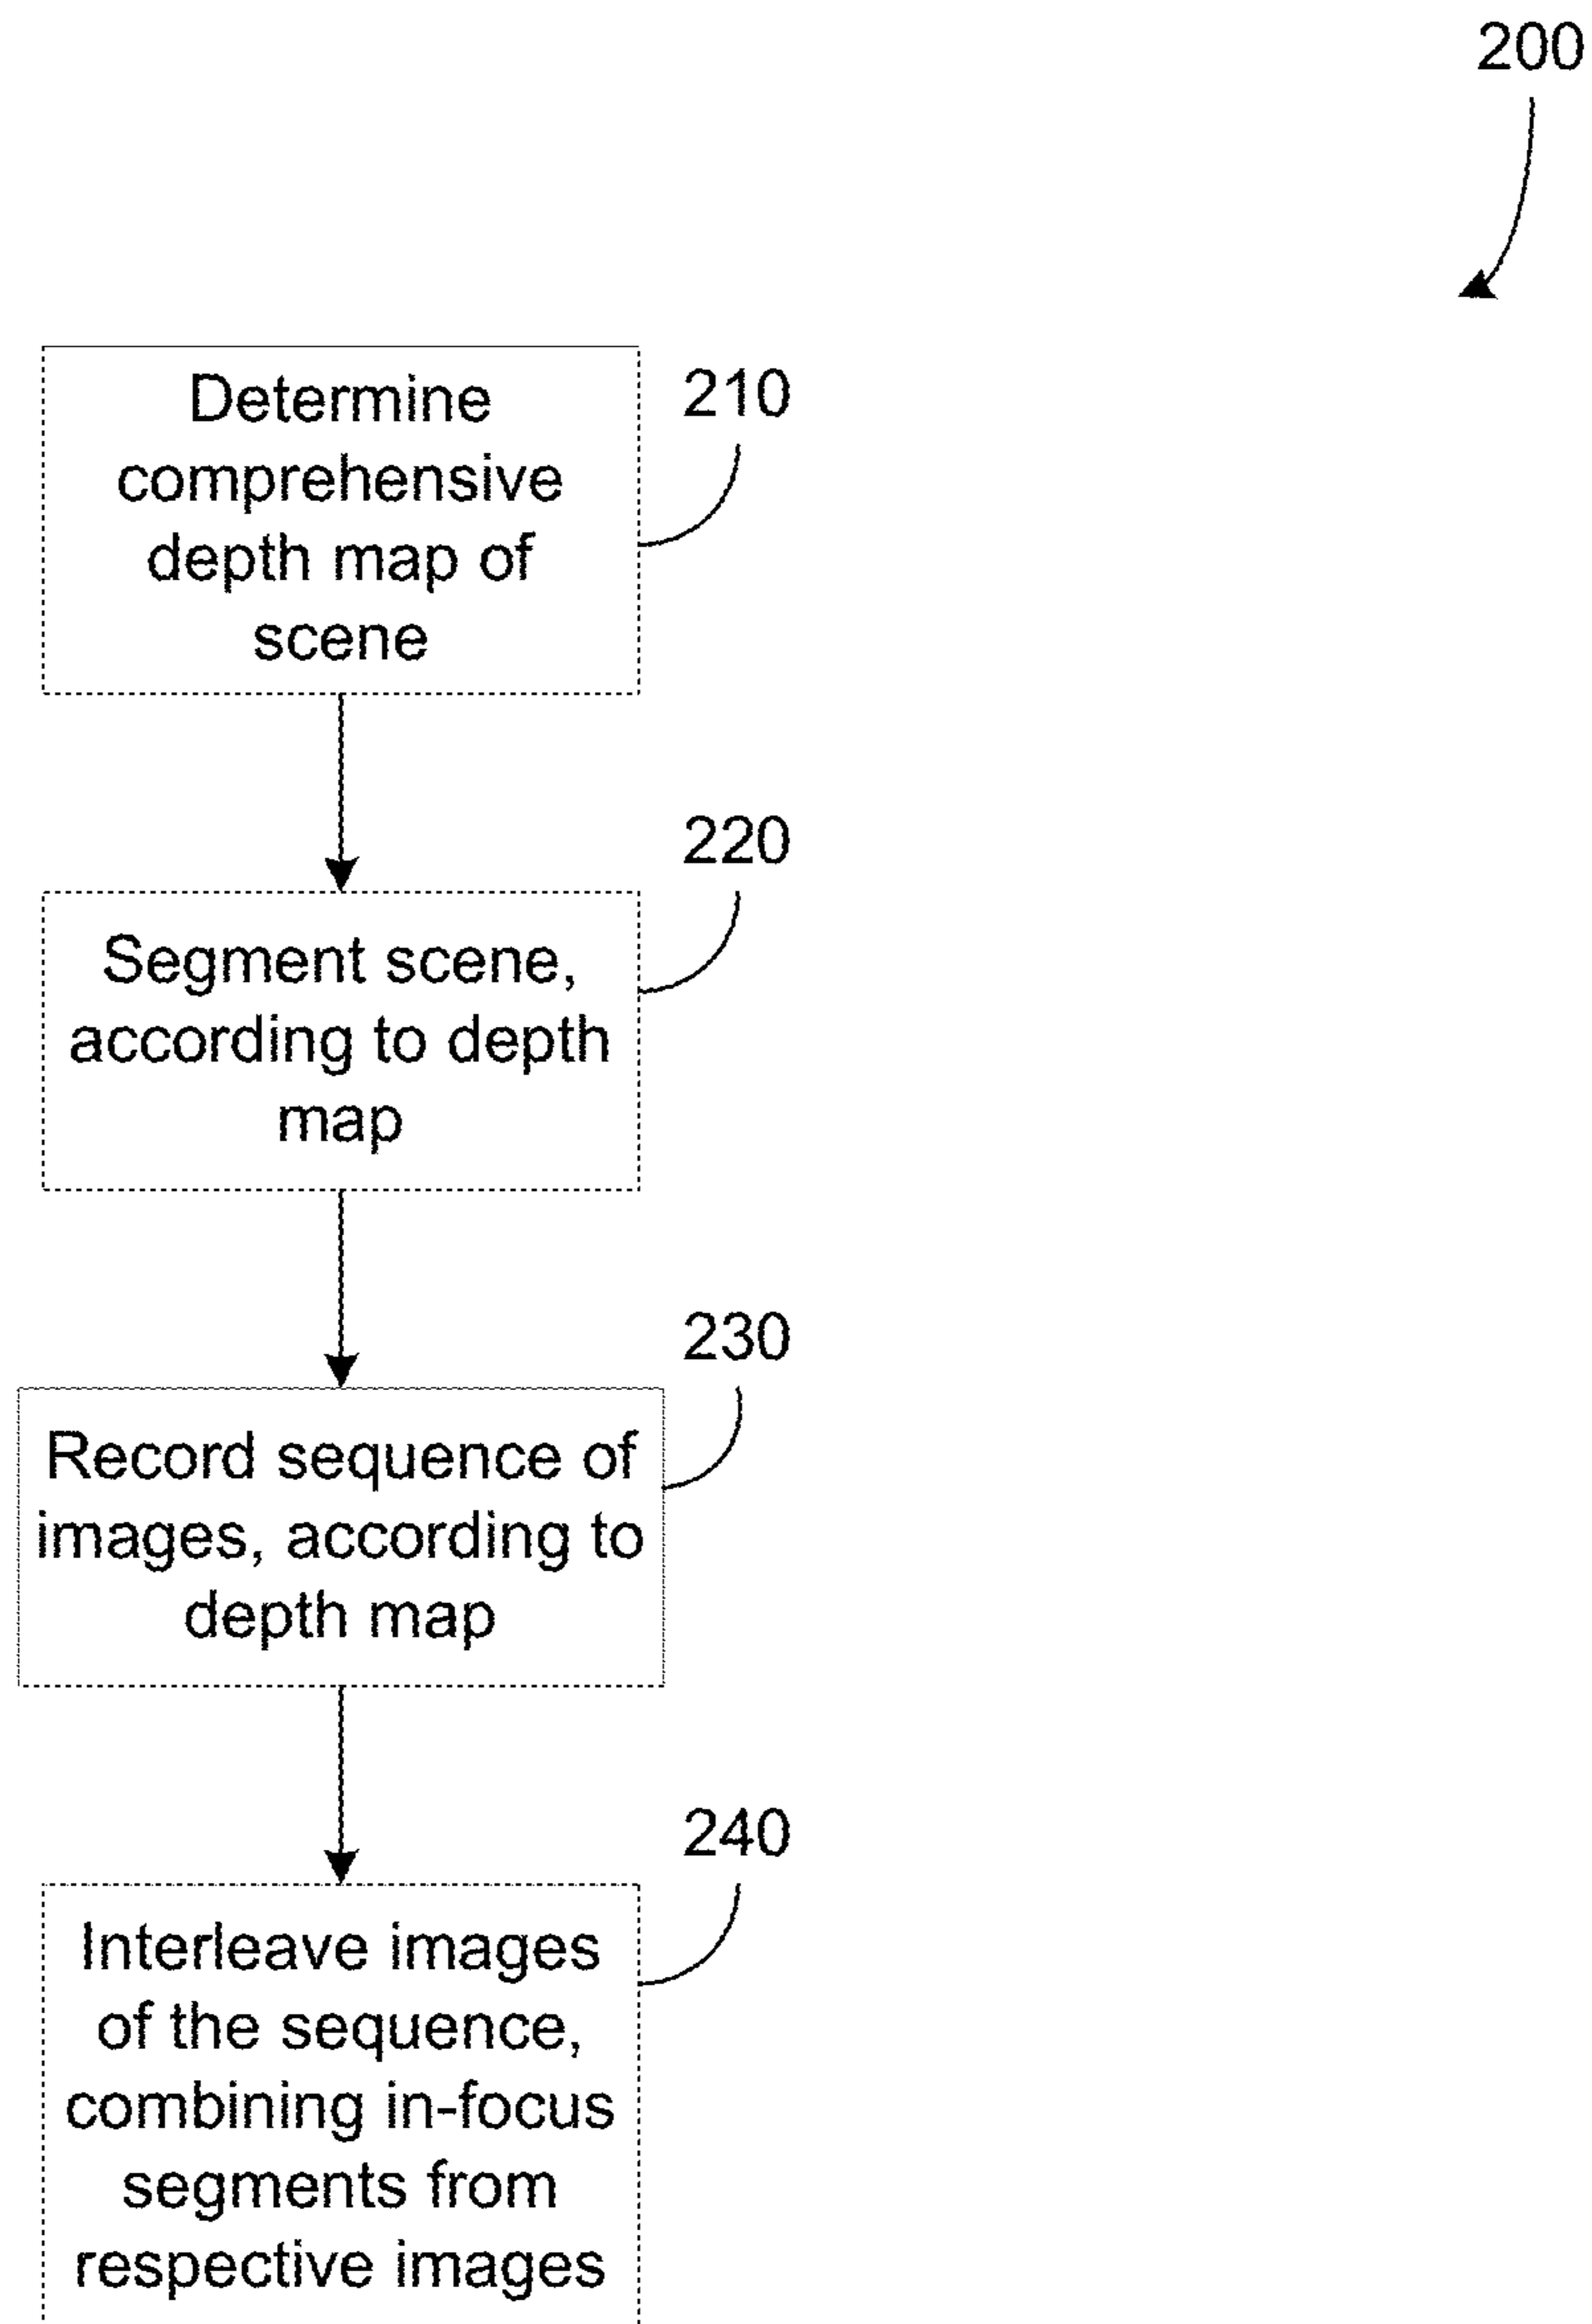 200
Determine
comprehensive
depth map of
scene
210
Segment scene,
according to depth
map
220
Record sequence of
images, according to
depth map
230
Interleave images
of the sequence,
combining in-focus
segments from
respective images
240